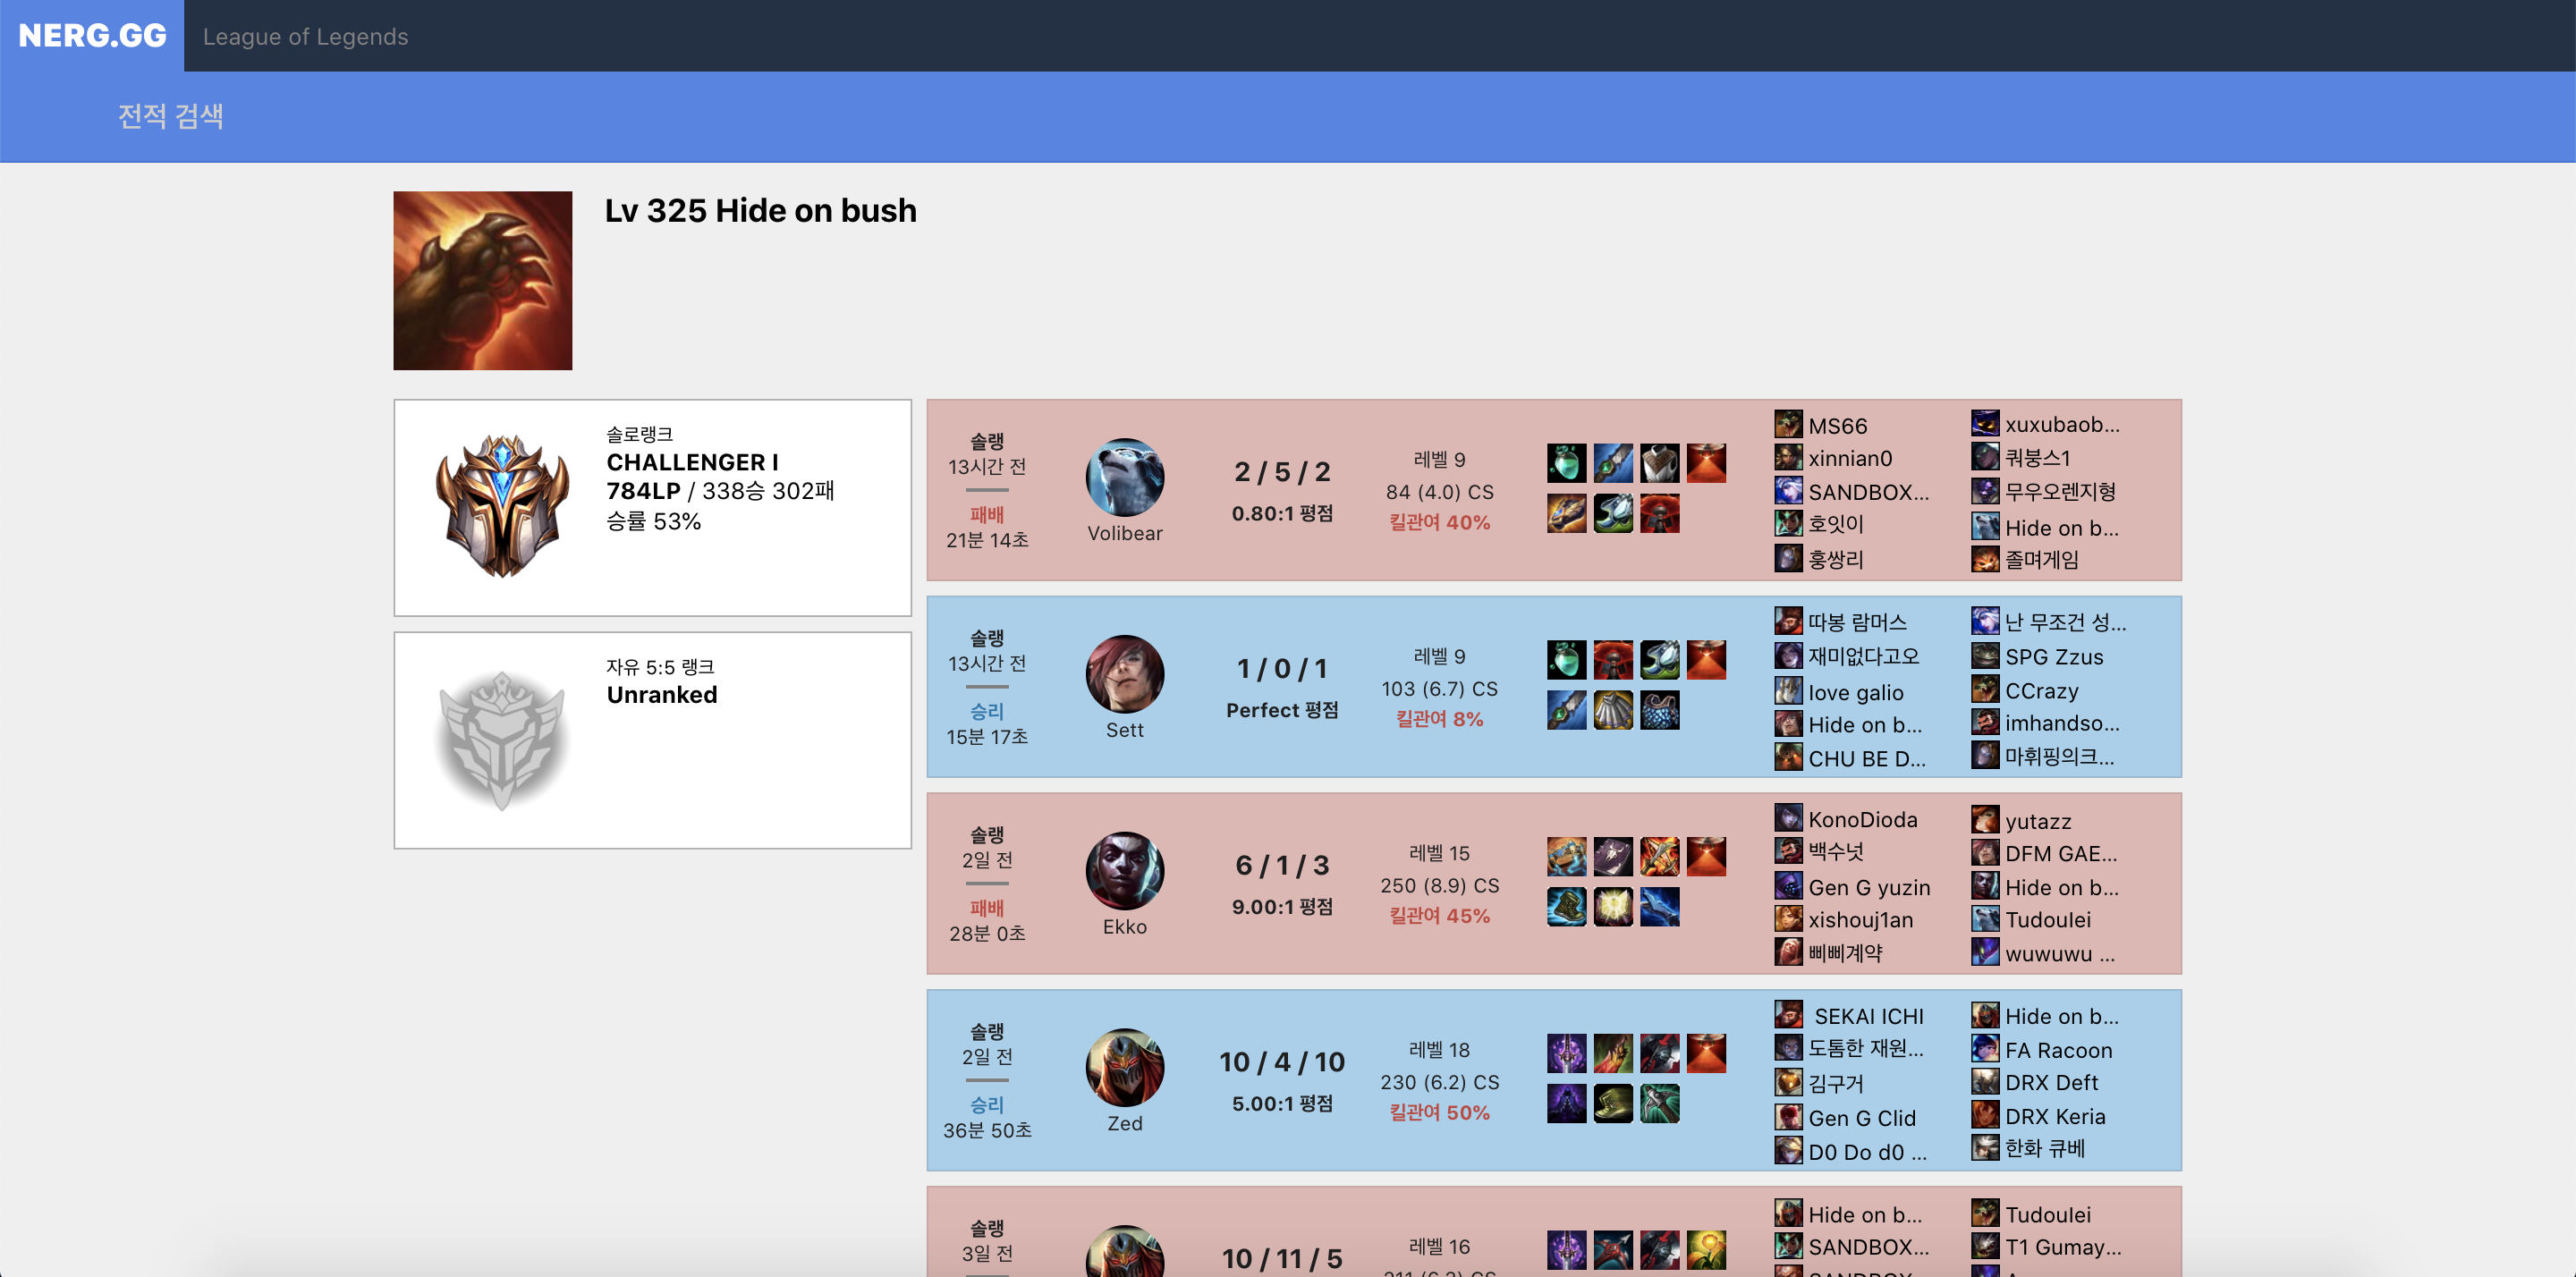 NERG.GG
League of Legends
전적 검색
Lv 325 Hide on bush
솔로랭크
CHALLENGER I
784LP / 338승 302패
승률 53%
자유 5:5 랭크
Unranked
솔랭
13시간 전
패배
21분 14초
Volibear
2 / 5 / 2
0.80:1 평점
레벨 9
84 (4.0) CS
킬관여 40%
MS66
xinnian0
SANDBOX...
호잇이
훙쌍리
xuxubaob...
쿼붕스1
무우오렌지형
Hide on b...
졸며게임
솔랭
13시간 전
승리
15분 17초
Sett
1 / 0 / 1
Perfect 평점
레벨 9
103 (6.7) CS
킬관여 8%
따봉 람머스
재미없다고오
love galio
Hide on b...
CHU BE D...
난 무조건 성...
SPG Zzus
CCrazy
imhandso...
마휘핑의크...
솔랭
2일 전
패배
28분 0초
Ekko
6 / 1 / 3
9.00:1 평점
레벨 15
250 (8.9) CS
킬관여 45%
KonoDioda
백수넛
Gen G yuzin
xishouj1an
삐삐계약
yutazz
DFM GAE...
Hide on b...
Tudoulei
wuwuwu ...
솔랭
2일 전
승리
36분 50초
Zed
10 / 4 / 10
5.00:1 평점
레벨 18
230 (6.2) CS
킬관여 50%
SEKAI ICHI
도톰한 재원...
김구거
Gen G Clid
D0 Do d0 ...
Hide on b...
FA Racoon
DRX Deft
DRX Keria
한화 큐베
솔랭
3일 전
10 / 11 / 5
레벨 16
Hide on b...
SANDBOX...
Tudoulei
T1 Gumay...